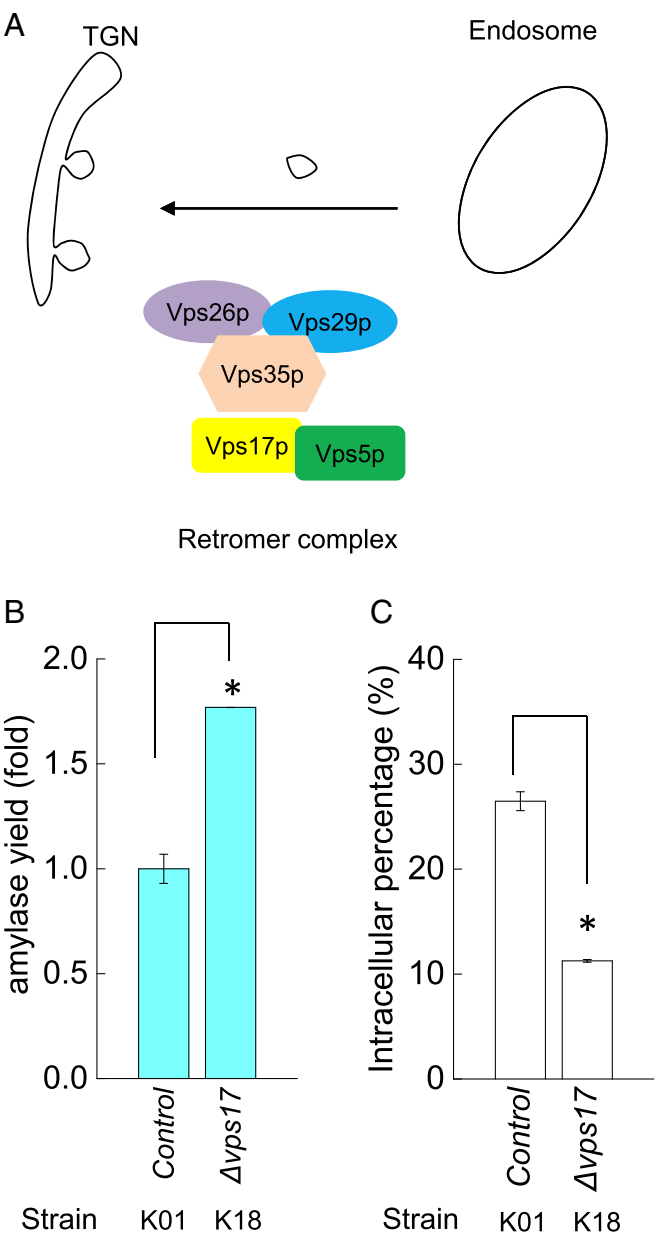 A
TGN
Endosome
Vps26p
Vps29p
Vps35p
Vps17p
Vps5p
Retromer complex
B
amylase yield (fold)
2.0
1.5
1.0
0.5
0.0
*
Control
Δvps17
Strain K01 K18
C
Intracellular percentage (%)
40
30
20
10
0
*
Control
Δvps17
Strain K01 K18